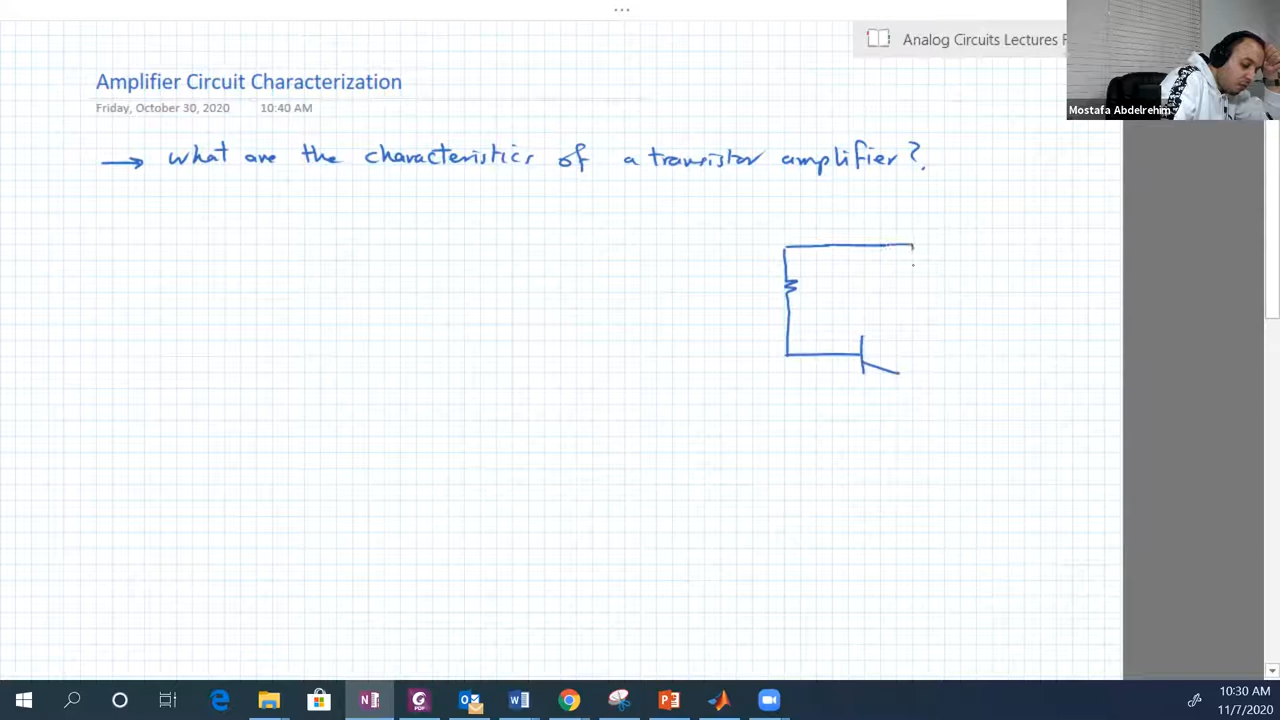 ...
Analog Circuits Lectures F
Amplifier Circuit Characterization
Friday, October 30, 2020 10:40 AM
Mostafa Abdelrehim
→ What are the characteristics of a transistor amplifier?.
10:30 AM
11/7/2020